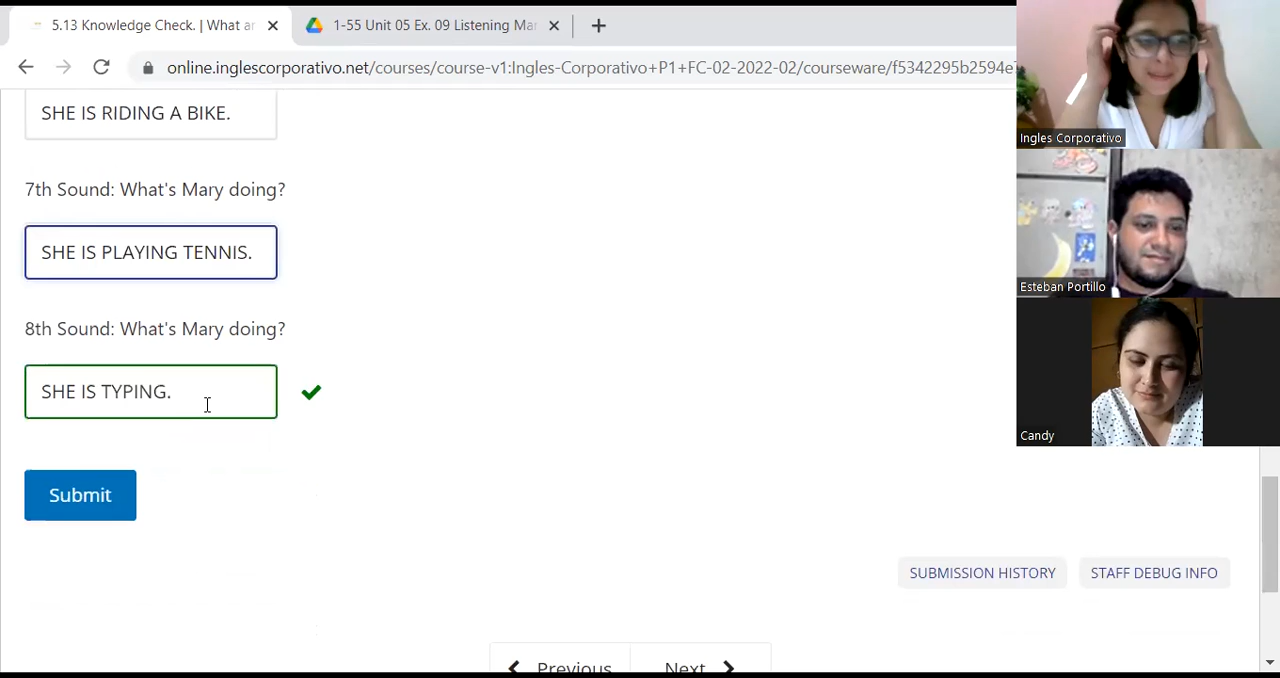 5.13 Knowledge Check. | What ar
1-55 Unit 05 Ex. 09 Listening Mar
online.inglescorporativo.net/courses/course-v1:Ingles-Corporativo+P1+FC-02-2022-02/courseware/f5342295b2594e
SHE IS RIDING A BIKE.
Ingles Corporativo
7th Sound: What's Mary doing?
SHE IS PLAYING TENNIS.
Esteban Portillo
8th Sound: What's Mary doing?
SHE IS TYPING.
Candy
Submit
SUBMISSION HISTORY
STAFF DEBUG INFO
Previous
Next